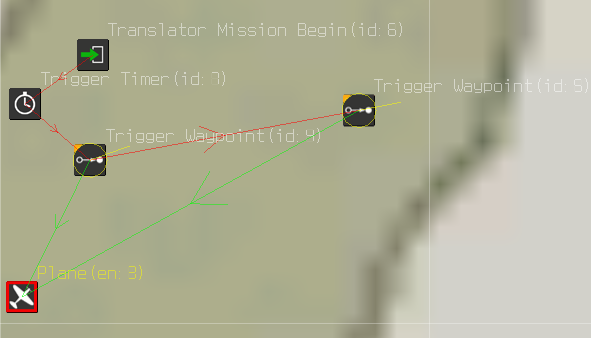 Translator Mission Begin(id:6)
Trigger Timer(id:7)
Trigger Waypoint(id:5)
Trigger Waypoint(id:4)
Plane(en:3)